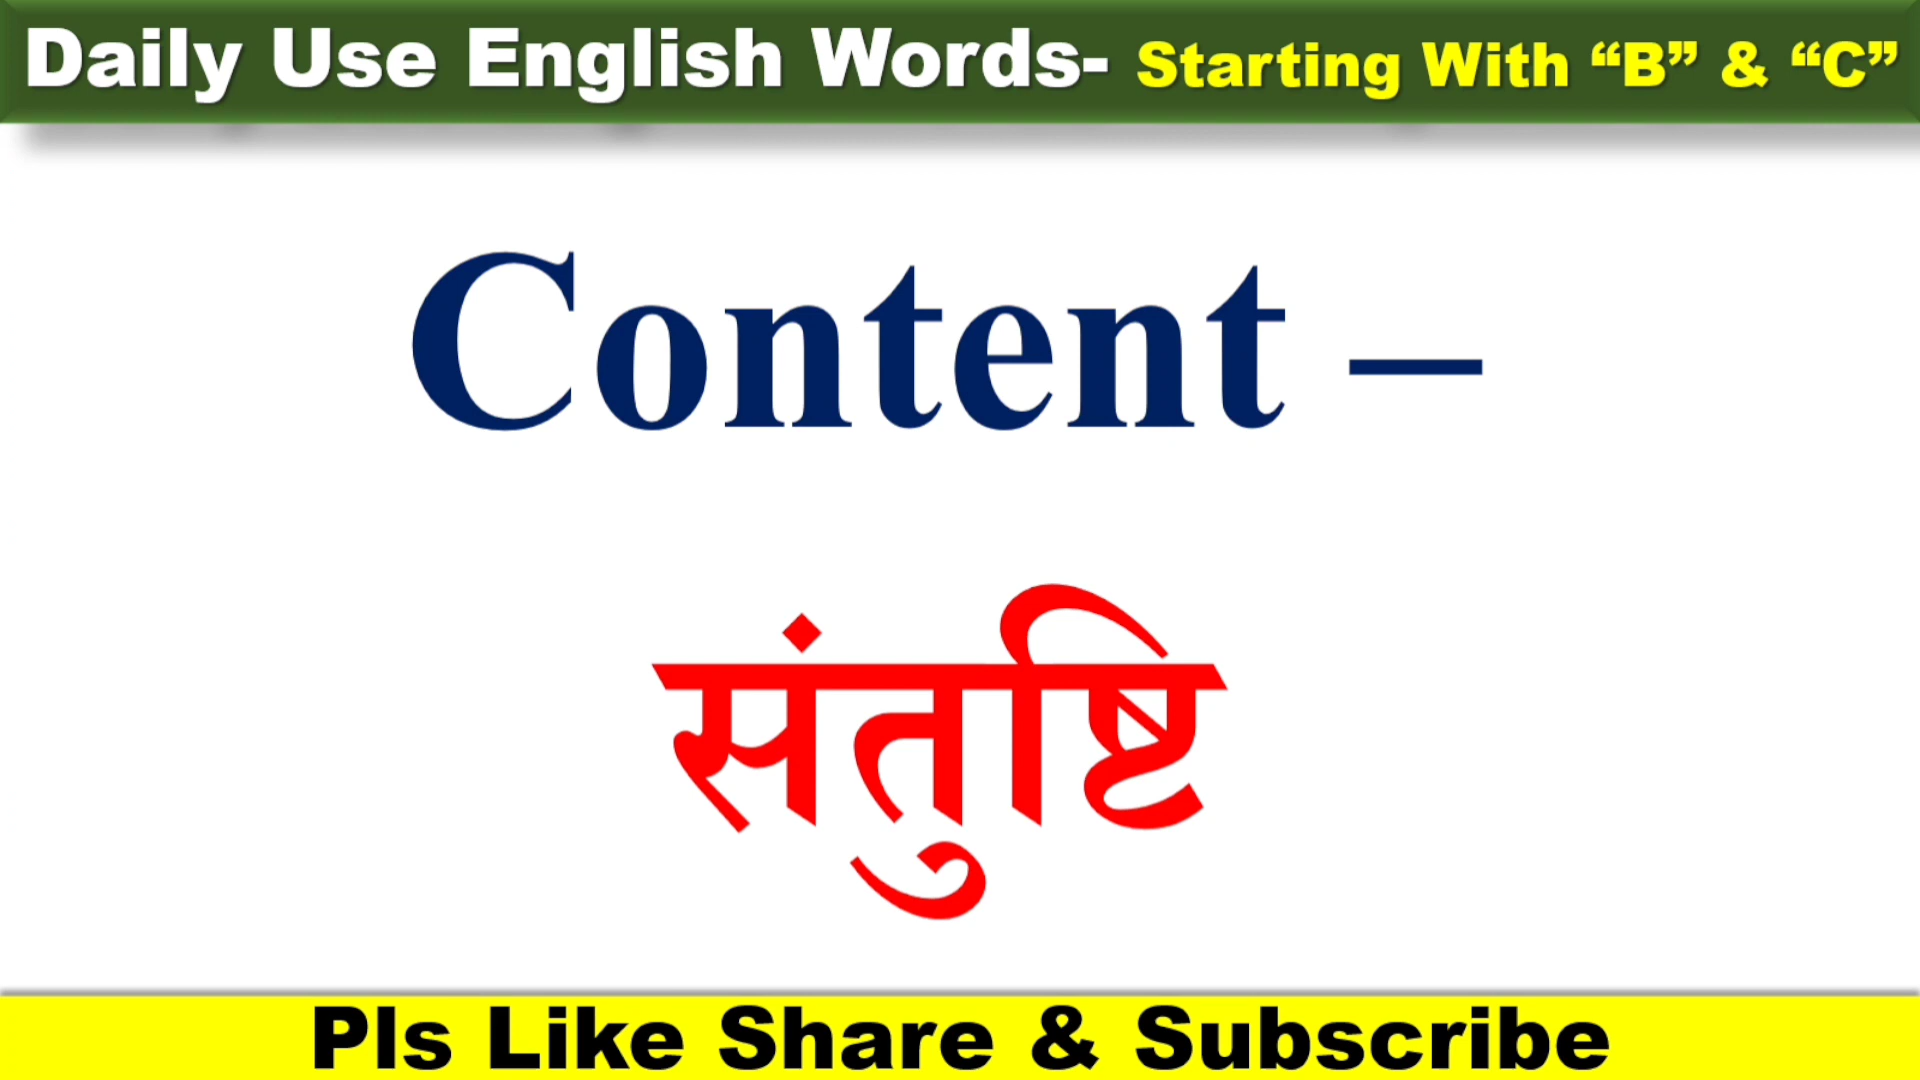 Daily Use English Words- Starting With “B” & “C”
Content –
संतुष्टि
Pls Like Share & Subscribe